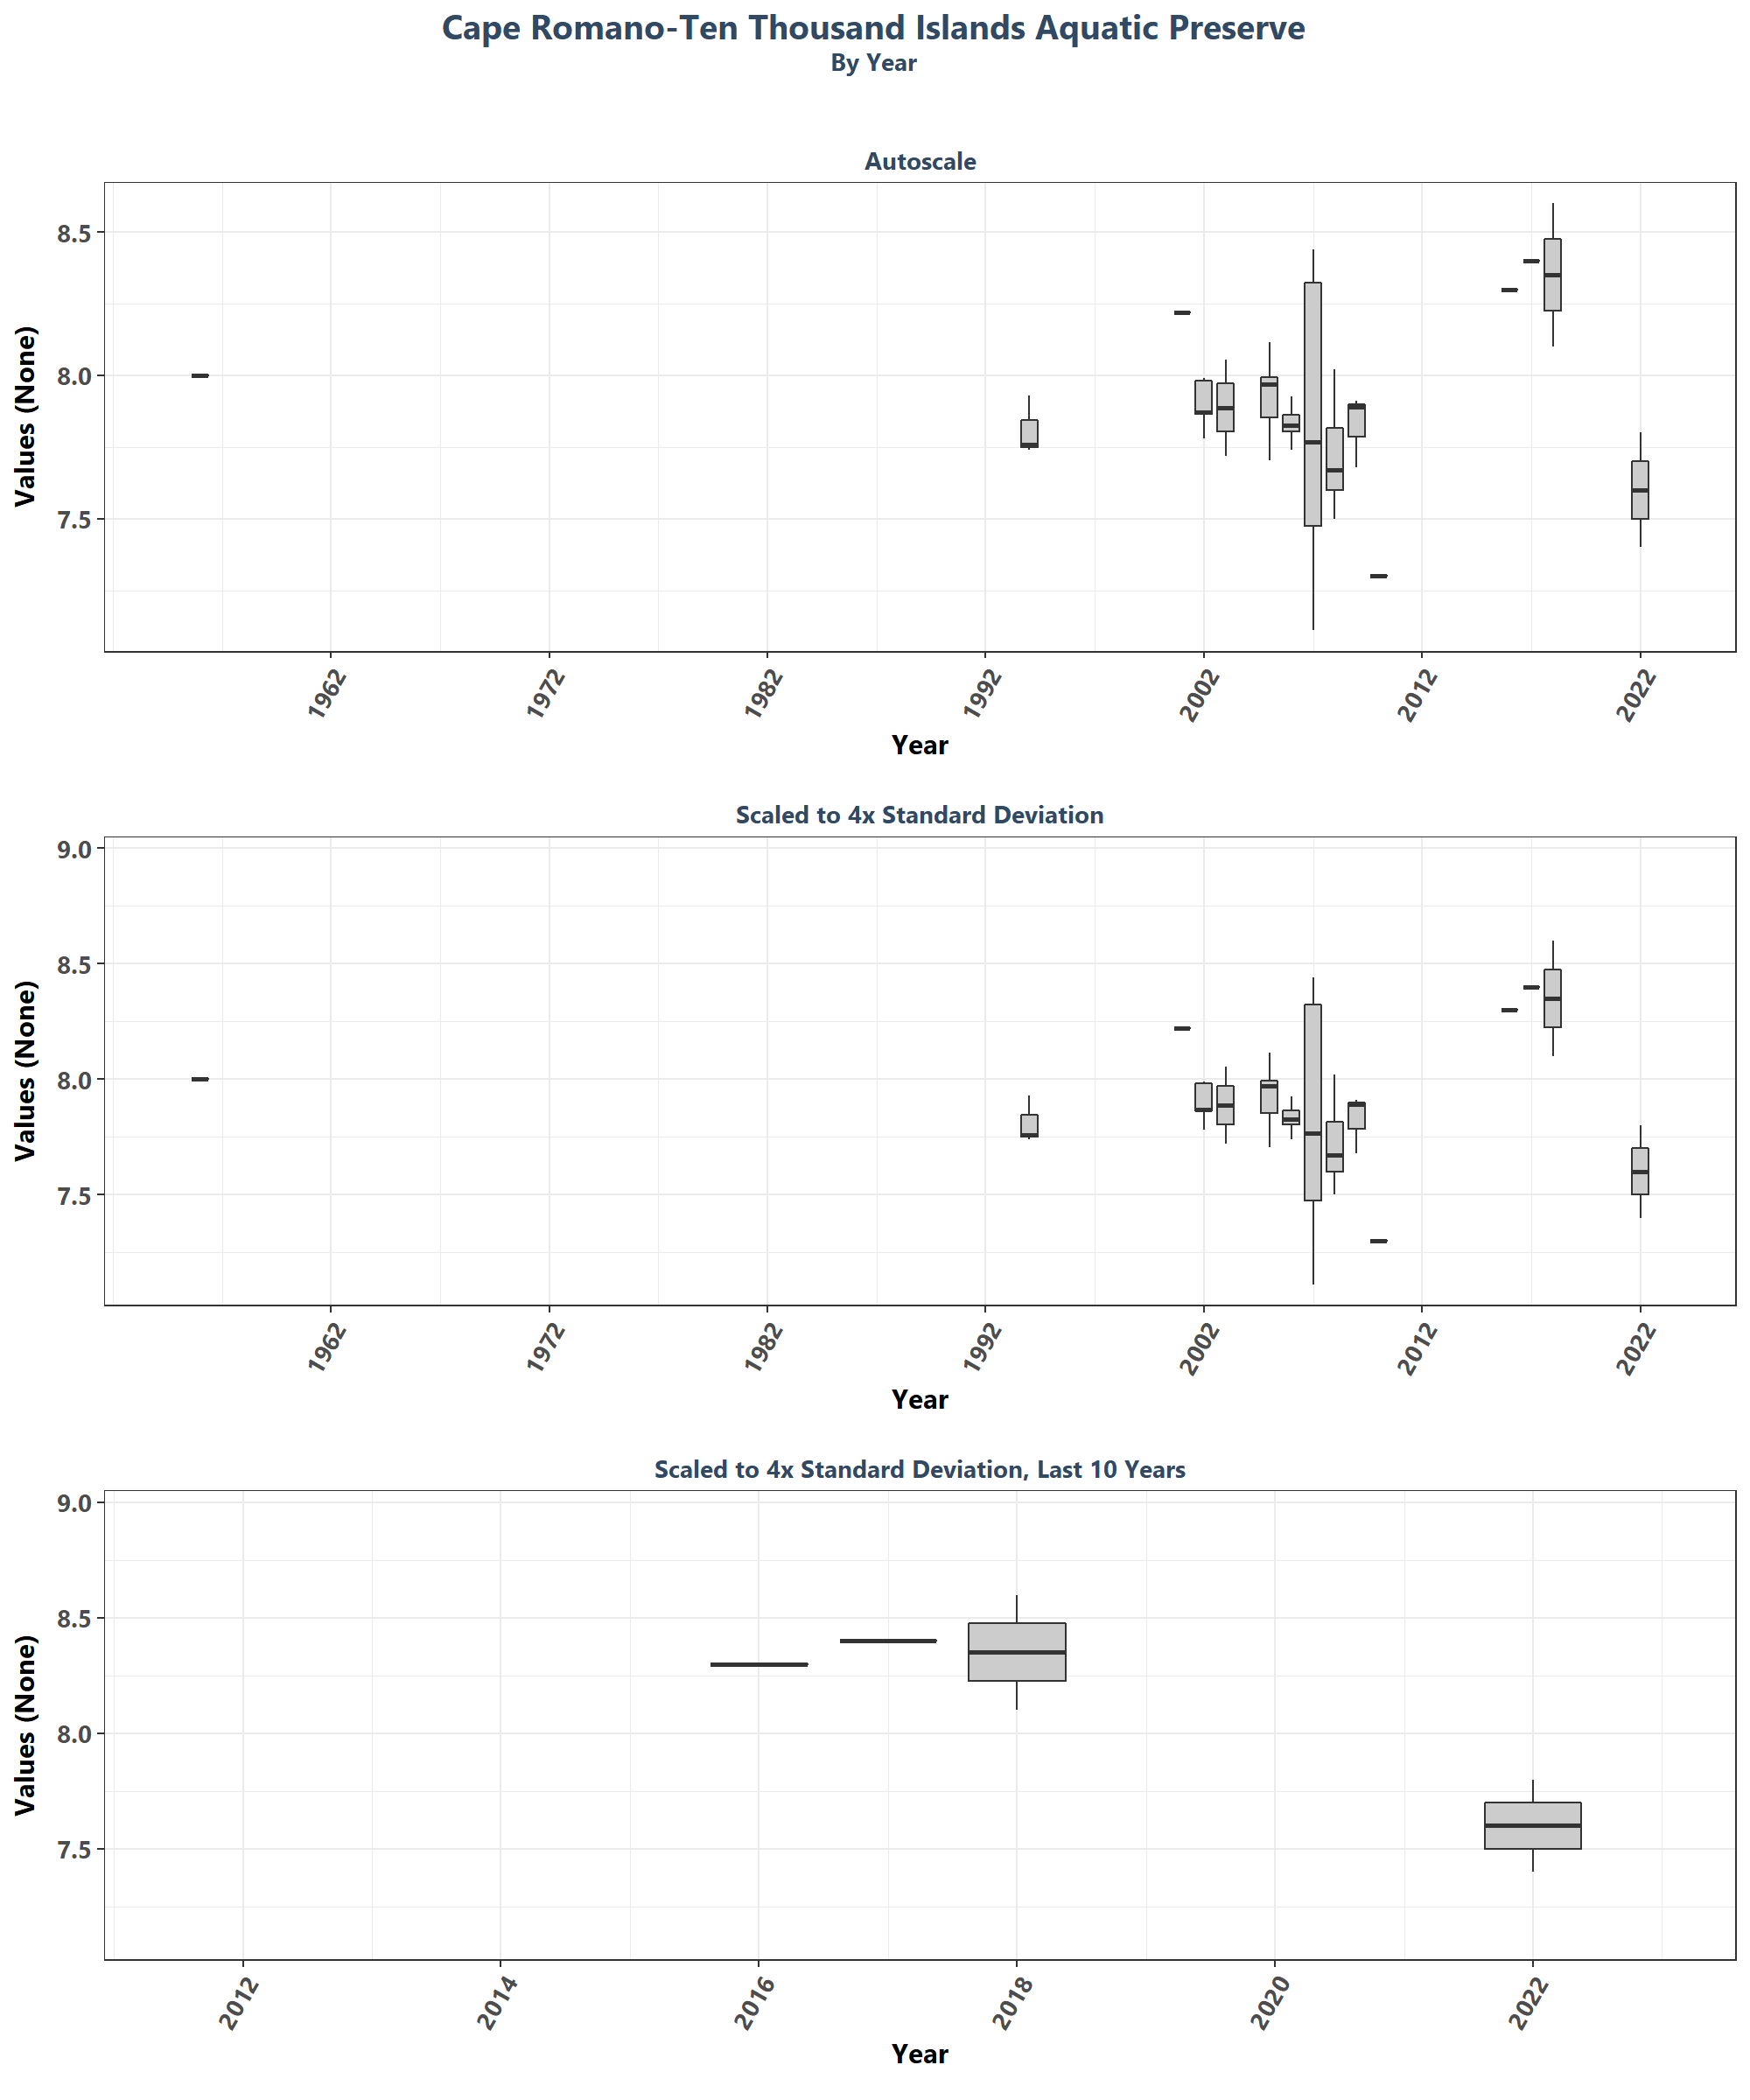 Cape Romano-Ten Thousand Islands Aquatic Preserve
By Year
Autoscale
Values (None)
8.5
8.0
7.5
1962 1972 1982 1992 2002 2012 2022
Year
Scaled to 4x Standard Deviation
Values (None)
9.0
8.5
8.0
7.5
1962 1972 1982 1992 2002 2012 2022
Year
Scaled to 4x Standard Deviation, Last 10 Years
Values (None)
9.0
8.5
8.0
7.5
2012 2014 2016 2018 2020 2022
Year